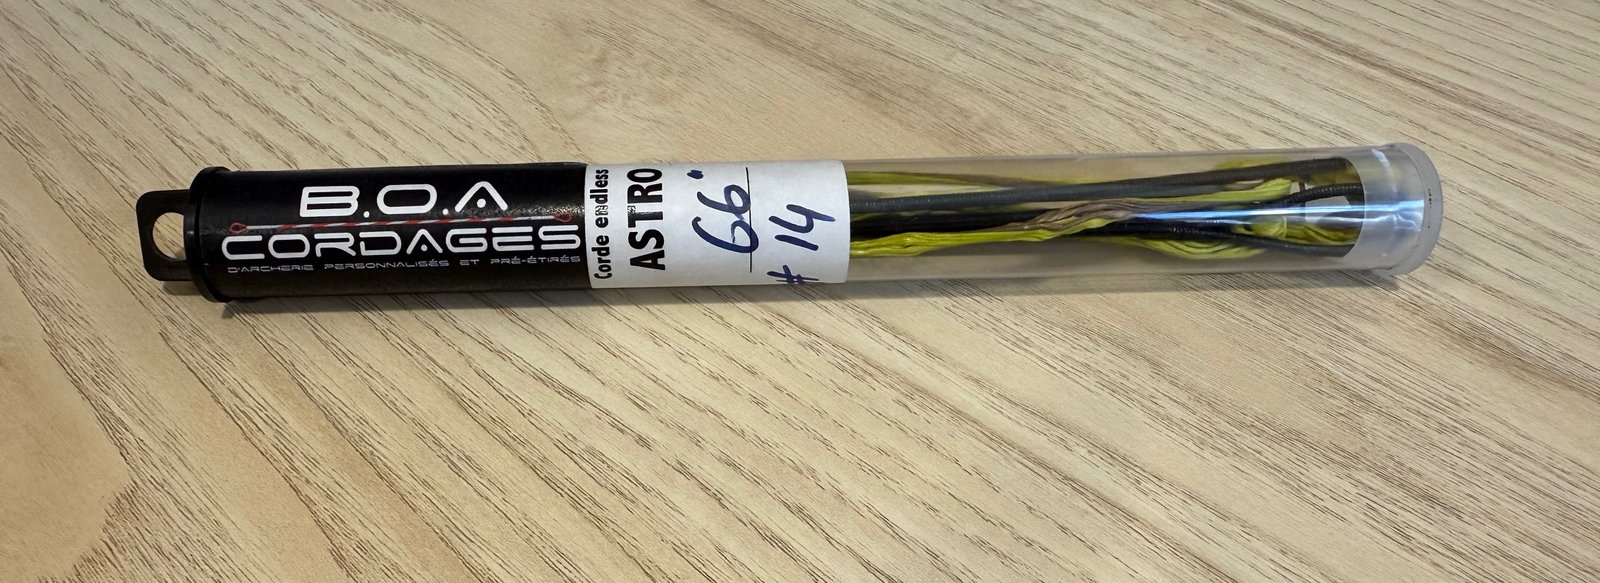 B.O.A
CORDAGES
D'ARCHERIE PERSONNALISÉS ET PRÉ-ÉTIRÉS
Corde endless
ASTRO
66"
# 14